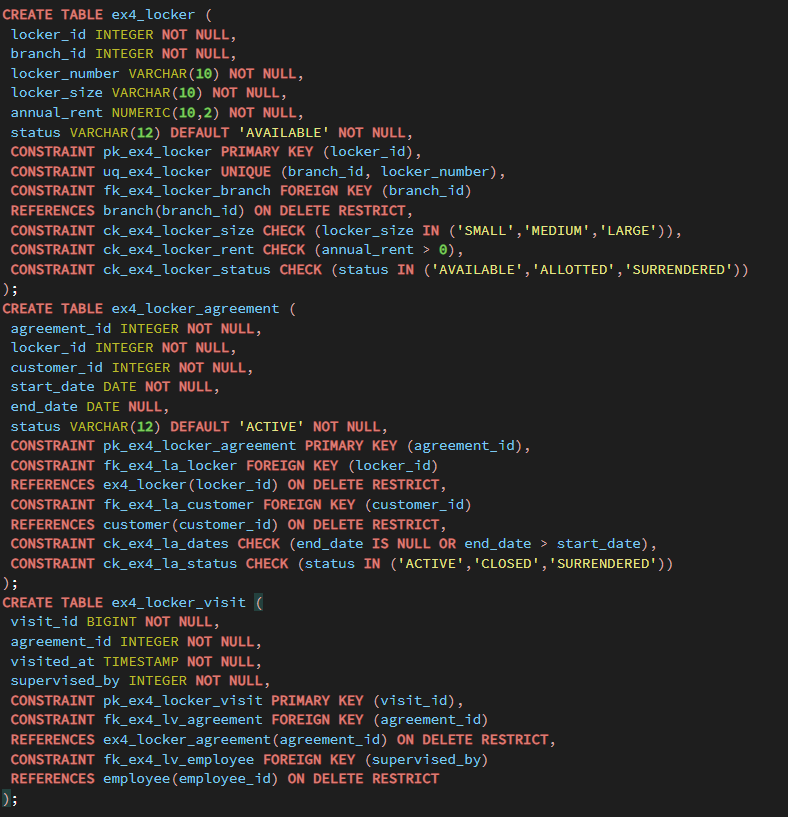 CREATE TABLE ex4_locker (
locker_id INTEGER NOT NULL,
branch_id INTEGER NOT NULL,
locker_number VARCHAR(10) NOT NULL,
locker_size VARCHAR(10) NOT NULL,
annual_rent NUMERIC(10,2) NOT NULL,
status VARCHAR(12) DEFAULT 'AVAILABLE' NOT NULL,
CONSTRAINT pk_ex4_locker PRIMARY KEY (locker_id),
CONSTRAINT uq_ex4_locker UNIQUE (branch_id, locker_number),
CONSTRAINT fk_ex4_locker_branch FOREIGN KEY (branch_id)
REFERENCES branch(branch_id) ON DELETE RESTRICT,
CONSTRAINT ck_ex4_locker_size CHECK (locker_size IN ('SMALL','MEDIUM','LARGE')),
CONSTRAINT ck_ex4_locker_rent CHECK (annual_rent > 0),
CONSTRAINT ck_ex4_locker_status CHECK (status IN ('AVAILABLE','ALLOTTED','SURRENDERED'))
);
CREATE TABLE ex4_locker_agreement (
agreement_id INTEGER NOT NULL,
locker_id INTEGER NOT NULL,
customer_id INTEGER NOT NULL,
start_date DATE NOT NULL,
end_date DATE NULL,
status VARCHAR(12) DEFAULT 'ACTIVE' NOT NULL,
CONSTRAINT pk_ex4_locker_agreement PRIMARY KEY (agreement_id),
CONSTRAINT fk_ex4_la_locker FOREIGN KEY (locker_id)
REFERENCES ex4_locker(locker_id) ON DELETE RESTRICT,
CONSTRAINT fk_ex4_la_customer FOREIGN KEY (customer_id)
REFERENCES customer(customer_id) ON DELETE RESTRICT,
CONSTRAINT ck_ex4_la_dates CHECK (end_date IS NULL OR end_date > start_date),
CONSTRAINT ck_ex4_la_status CHECK (status IN ('ACTIVE','CLOSED','SURRENDERED'))
);
CREATE TABLE ex4_locker_visit (
visit_id BIGINT NOT NULL,
agreement_id INTEGER NOT NULL,
visited_at TIMESTAMP NOT NULL,
supervised_by INTEGER NOT NULL,
CONSTRAINT pk_ex4_locker_visit PRIMARY KEY (visit_id),
CONSTRAINT fk_ex4_lv_agreement FOREIGN KEY (agreement_id)
REFERENCES ex4_locker_agreement(agreement_id) ON DELETE RESTRICT,
CONSTRAINT fk_ex4_lv_employee FOREIGN KEY (supervised_by)
REFERENCES employee(employee_id) ON DELETE RESTRICT
);